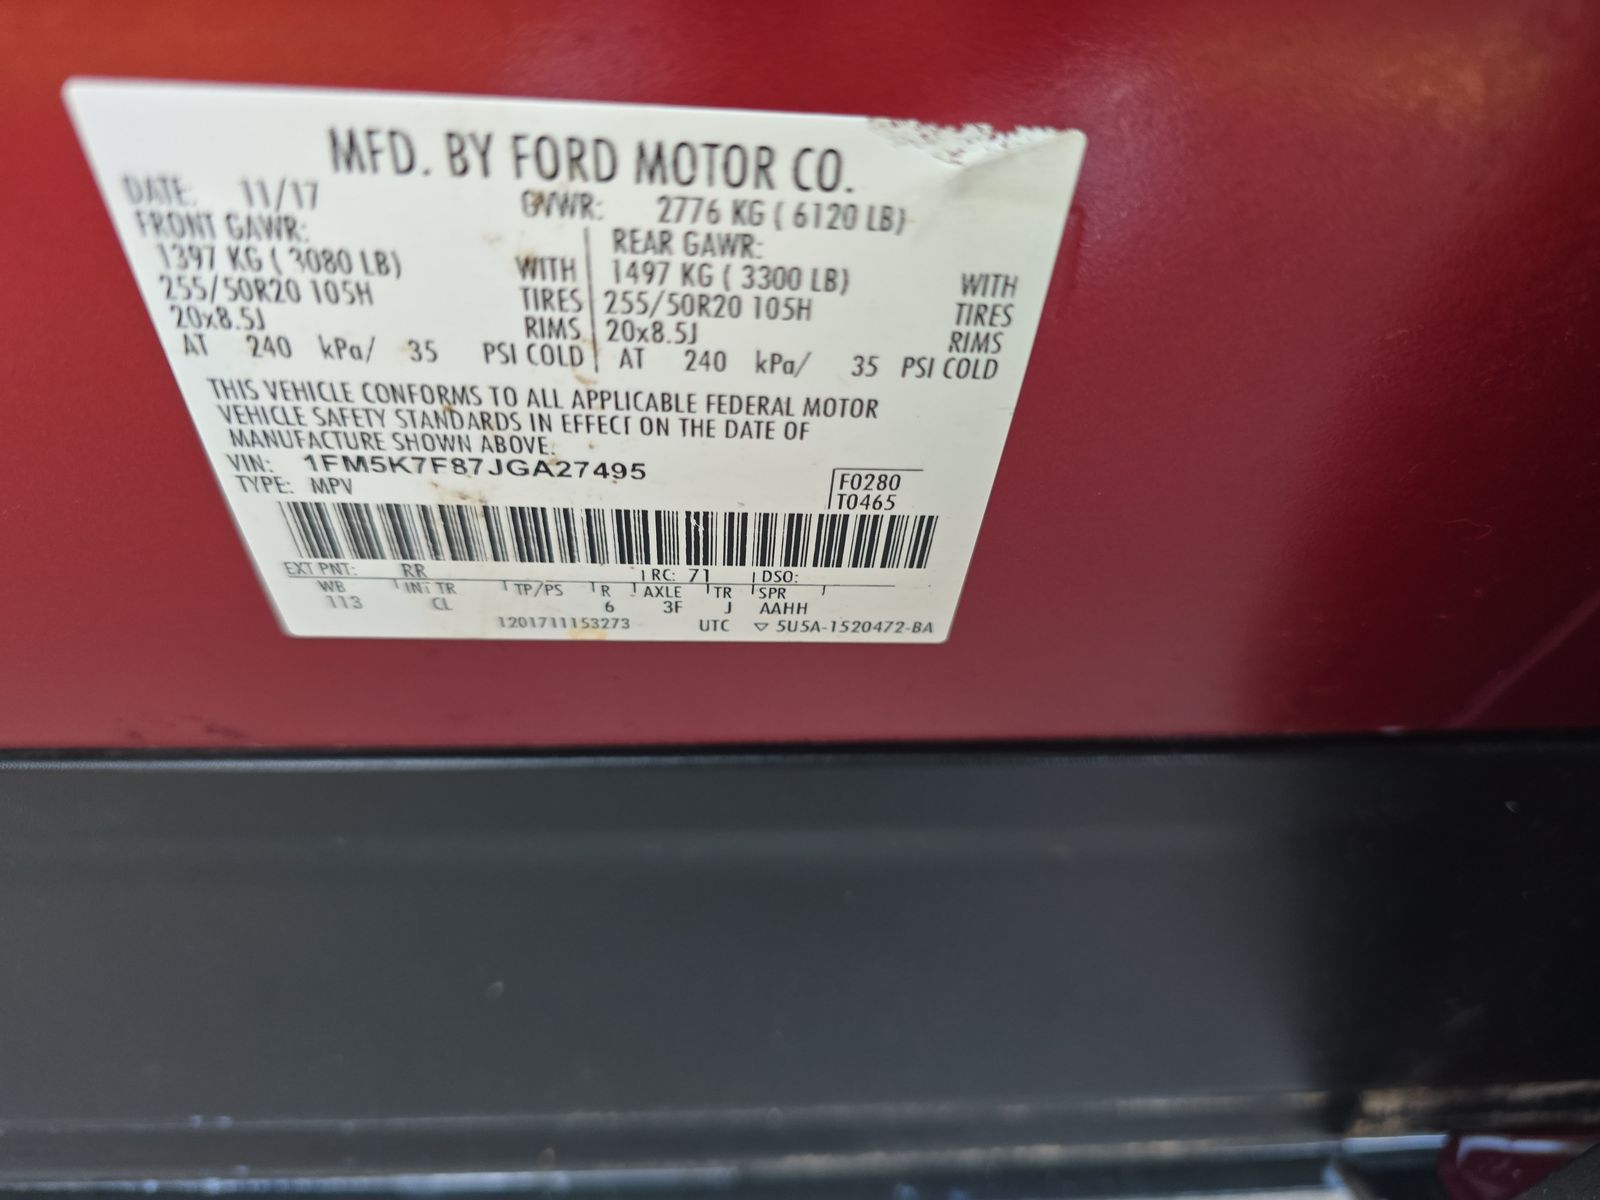 MFD. BY FORD MOTOR CO.
DATE: 11/17 GVWR: 2776 KG ( 6120 LB)
FRONT GAWR: REAR GAWR:
1397 KG ( 3080 LB) WITH 1497 KG ( 3300 LB) WITH
255/50R20 105H TIRES 255/50R20 105H TIRES
20x8.5J RIMS 20x8.5J RIMS
AT 240 kPa/ 35 PSI COLD AT 240 kPa/ 35 PSI COLD
THIS VEHICLE CONFORMS TO ALL APPLICABLE FEDERAL MOTOR
VEHICLE SAFETY STANDARDS IN EFFECT ON THE DATE OF
MANUFACTURE SHOWN ABOVE.
VIN: 1FM5K7F87JGA27495
TYPE: MPV
F0280
T0465
EXT PNT: RR RC: 71 DSO:
WB INT TR TP/PS R AXLE TR SPR
113 CL 6 3F J AAHH
1201711153273 UTC ▽ 5U5A-1520472-BA